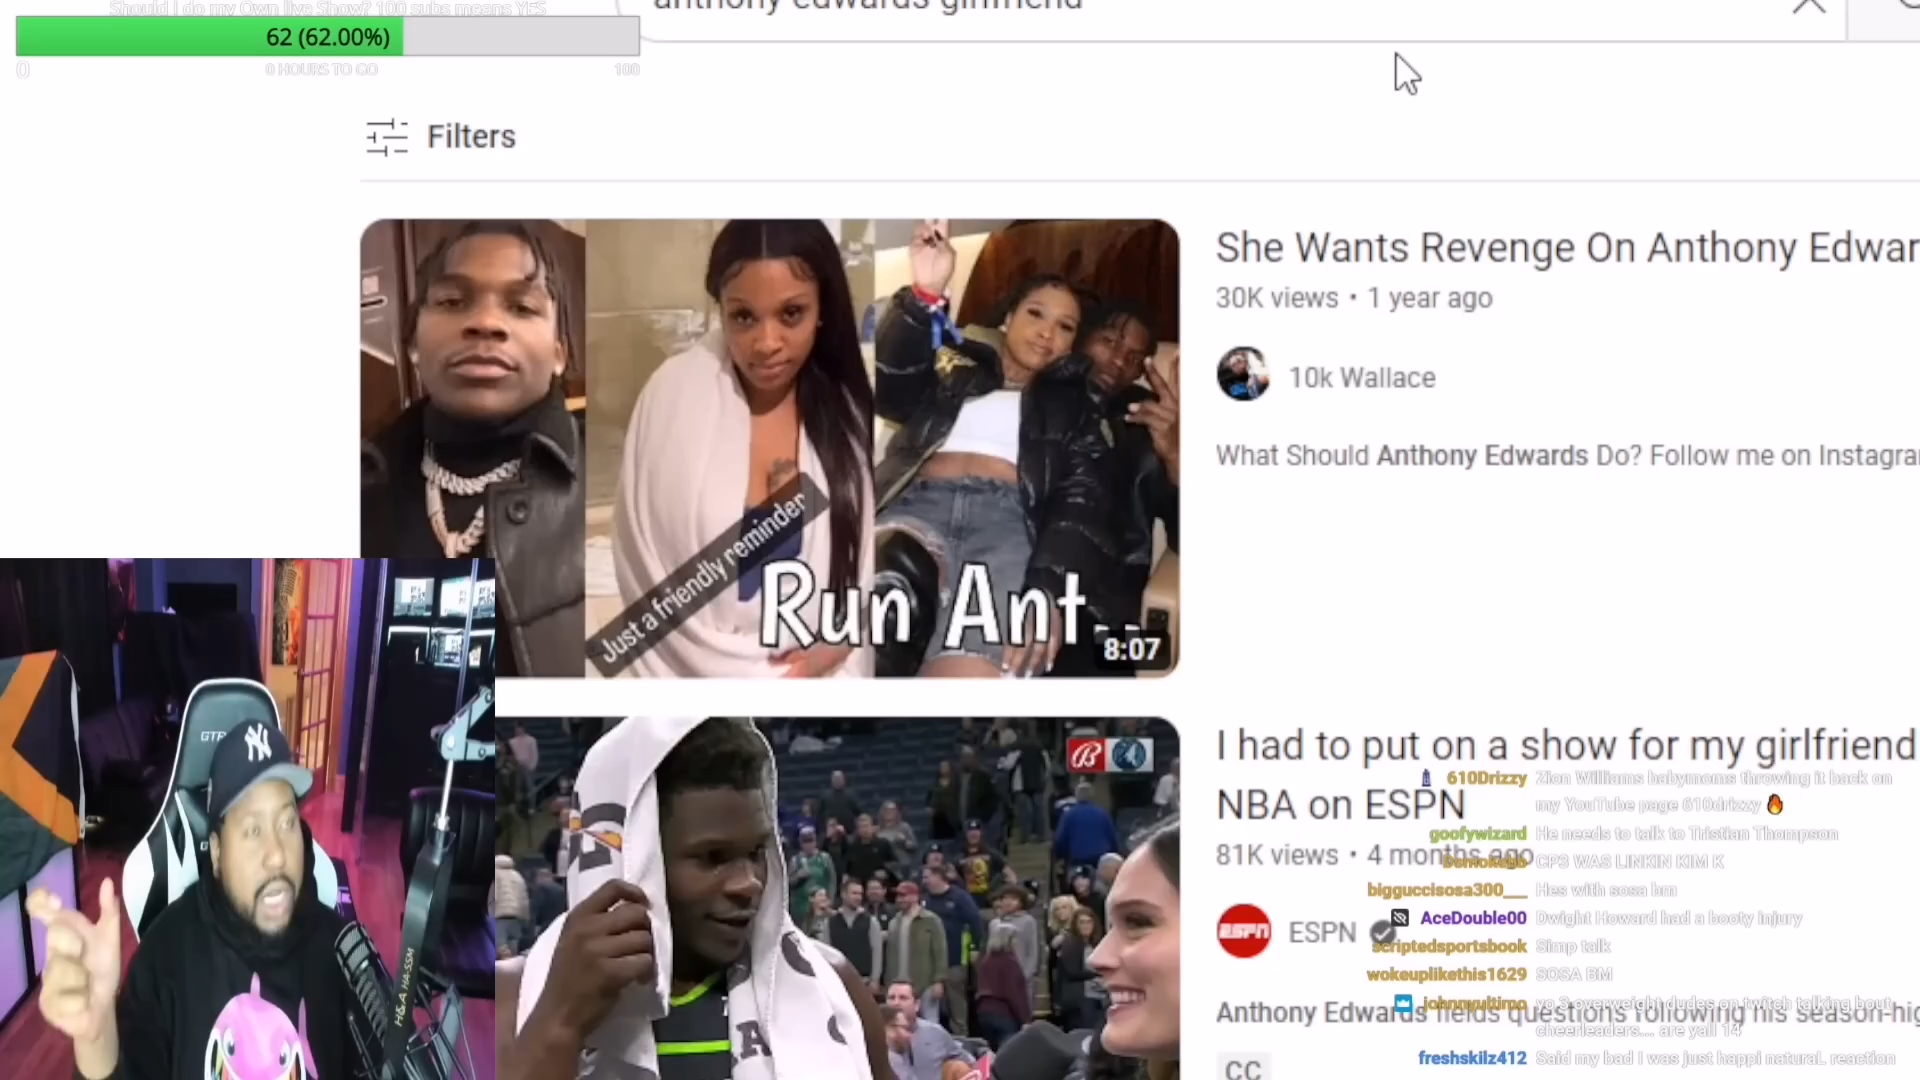 Should I do my Own live Show? 100 subs means YES
anthony edwards girlfriend
62 (62.00%)
0
0 HOURS TO GO
100
Filters
She Wants Revenge On Anthony Edwar
30K views • 1 year ago
10k Wallace
What Should Anthony Edwards Do? Follow me on Instagra
Just a friendly reminder
Run Ant..
8:07
GTR
NY
H&A HA-SSM
B
I had to put on a show for my girlfriend
NBA on ESPN
81K views • 4 months ago
ESPN
Anthony Edwards fields questions following his season-hig
CC
610Drizzy Zion Williams babymoms throwing it back on
my YouTube page 610drizzy 🔥
goofywizard He needs to talk to Tristian Thompson
CP3 WAS LINKIN KIM K
bigguccisosa300___ Hes with sosa bm
AceDouble00 Dwight Howard had a booty injury
scriptedsportsbook Simp talk
wokeuplikethis1629 SOSA BM
johnnyultimo yo 3 overweight dudes on twitch talking bout
cheerleaders.... are yall 14
freshskilz412 Said my bad I was just happi natural. reaction